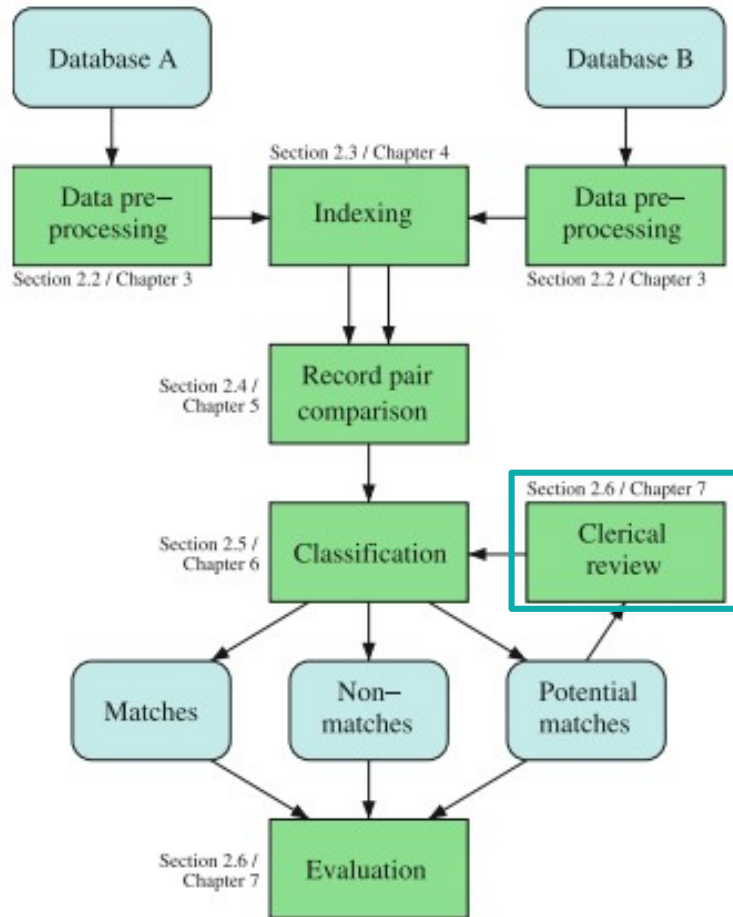 Database A
Database B
Section 2.3 / Chapter 4
Data pre–
processing
Indexing
Data pre–
processing
Section 2.2 / Chapter 3
Section 2.2 / Chapter 3
Section 2.4 /
Chapter 5
Record pair
comparison
Section 2.6 / Chapter 7
Section 2.5 /
Chapter 6
Classification
Clerical
review
Matches
Non–
matches
Potential
matches
Section 2.6 /
Chapter 7
Evaluation